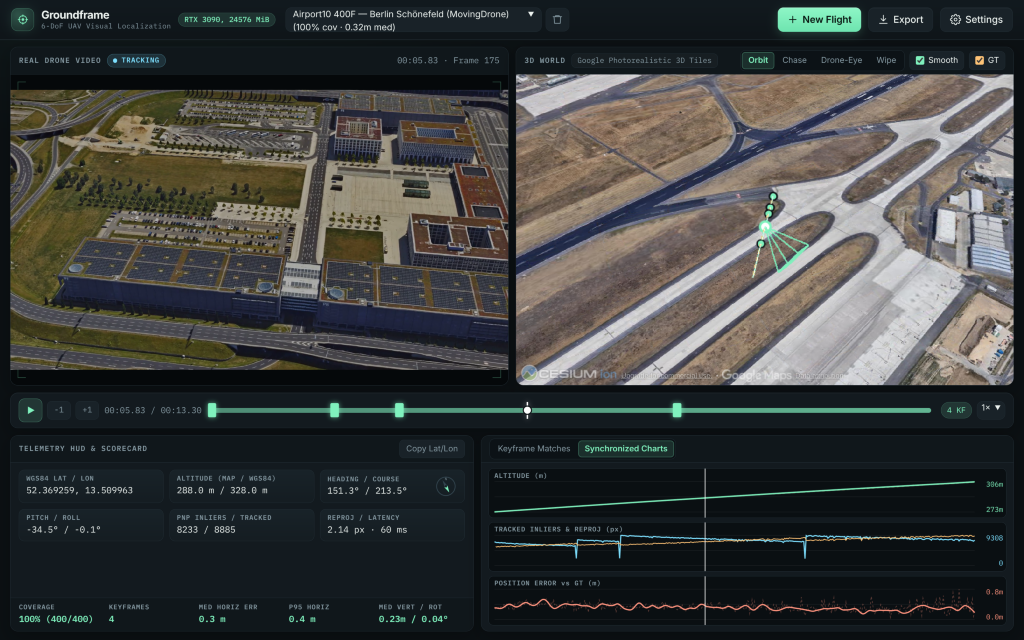 Groundframe
6-DoF UAV Visual Localization
RTX 3090, 24576 MiB
Airport10 400F — Berlin Schönefeld (MovingDrone)
(100% cov · 0.32m med)
New Flight
Export
Settings
REAL DRONE VIDEO
TRACKING
00:05.83 · Frame 175
3D WORLD
Google Photorealistic 3D Tiles
Orbit
Chase
Drone-Eye
Wipe
Smooth
GT
CESIUM ion
Google Maps
-1
+1
00:05.83 / 00:13.30
4 KF
1×
TELEMETRY HUD & SCORECARD
Copy Lat/Lon
WGS84 LAT / LON
52.369259, 13.509963
ALTITUDE (MAP / WGS84)
288.0 m / 328.0 m
HEADING / COURSE
151.3° / 213.5°
PITCH / ROLL
-34.5° / -0.1°
PNP INLIERS / TRACKED
8233 / 8885
REPROJ / LATENCY
2.14 px · 60 ms
COVERAGE
100% (400/400)
KEYFRAMES
4
MED HORIZ ERR
0.3 m
P95 HORIZ
0.4 m
MED VERT / ROT
0.23m / 0.04°
Keyframe Matches
Synchronized Charts
ALTITUDE (m)
306m
273m
TRACKED INLIERS & REPROJ (px)
9308
0
POSITION ERROR vs GT (m)
0.8m
0.0m